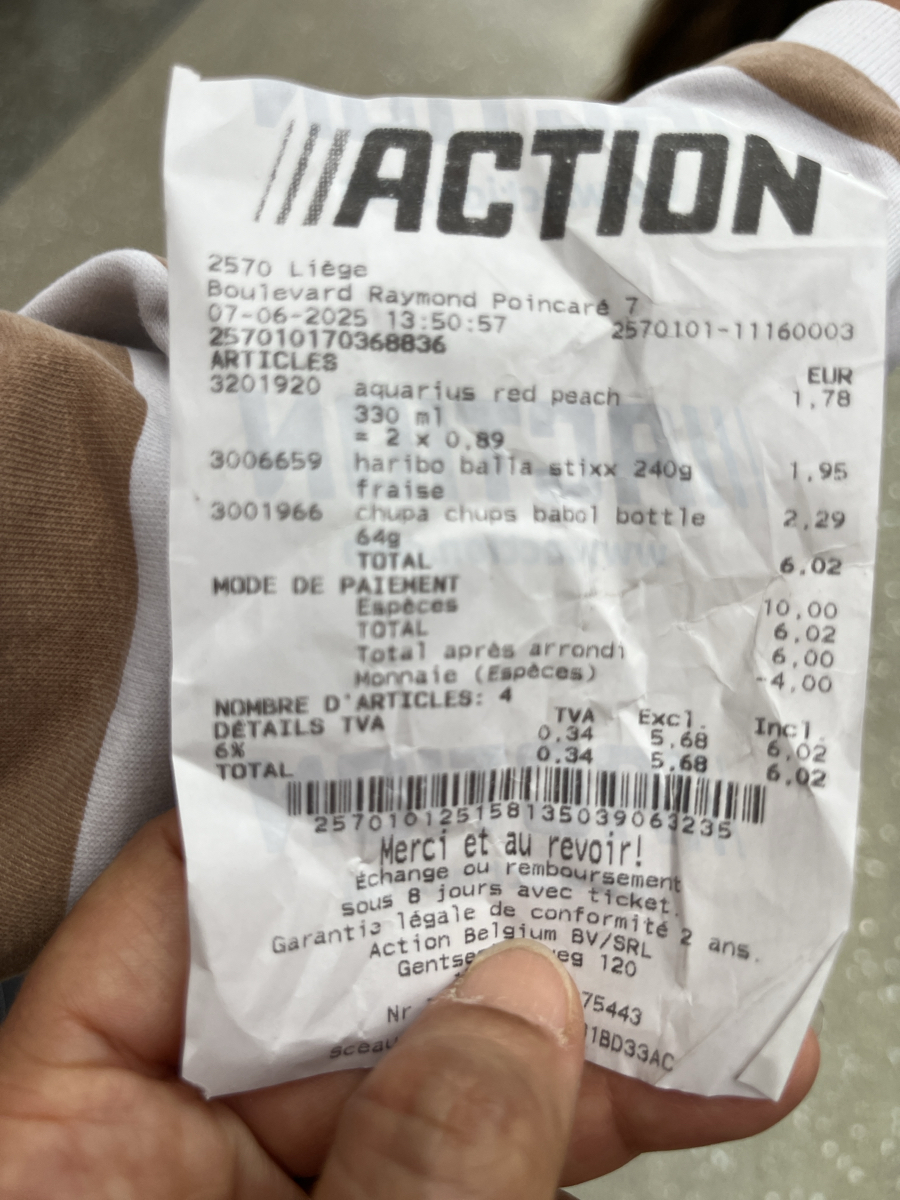 ACTION
2570 Liège
Boulevard Raymond Poincaré 7
07-06-2025 13:50:57 2570101-11160003
257010170368836
ARTICLES EUR
3201920 aquarius red peach 1,78
330 ml
= 2 x 0,89
3006659 haribo balla stixx 240g 1,95
fraise
3001966 chupa chups babol bottle 2,29
64g
TOTAL 6,02
MODE DE PAIEMENT
Espèces 10,00
TOTAL 6,02
Total après arrondi 6,00
Monnaie (Espèces) -4,00
NOMBRE D'ARTICLES: 4
DÉTAILS TVA TVA Excl. Incl.
6% 0.34 5.68 6.02
TOTAL 0.34 5.68 6.02
257010125158135039063235
Merci et au revoir!
Échange ou remboursement
sous 8 jours avec ticket.
Garantie légale de conformité 2 ans.
Action Belgium BV/SRL
120
Nr 75443
sceau 1BD33AC